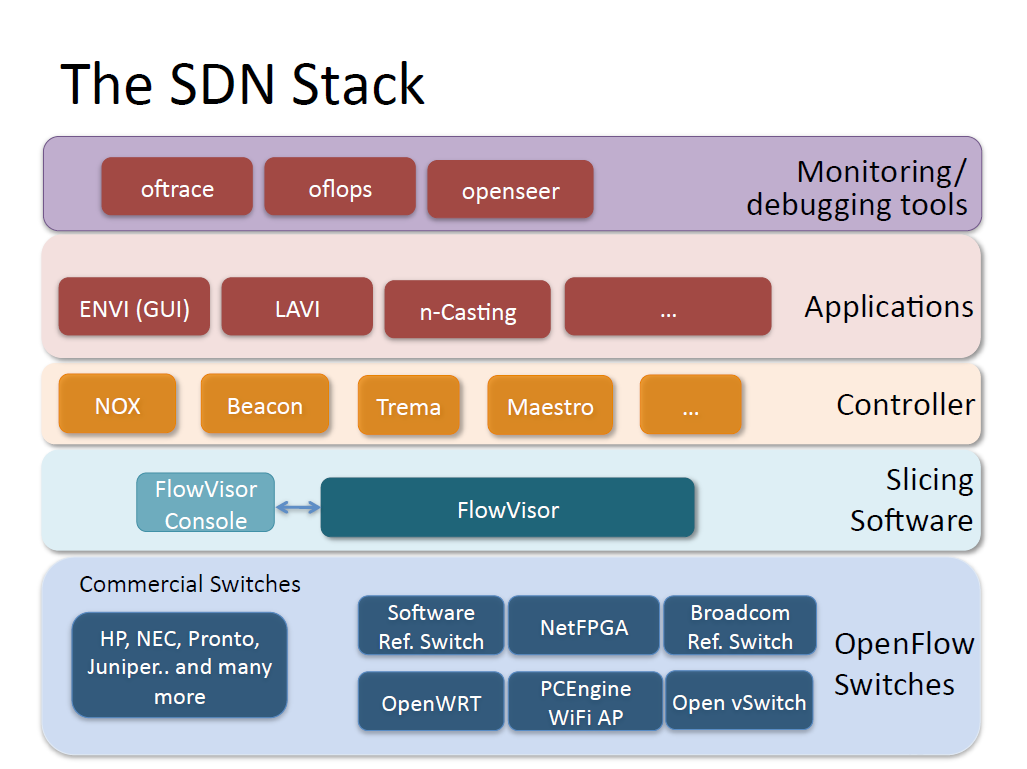 The SDN Stack
oftrace
oflops
openseer
Monitoring/
debugging tools
ENVI (GUI)
LAVI
n-Casting
...
Applications
NOX
Beacon
Trema
Maestro
...
Controller
FlowVisor
Console
FlowVisor
Slicing
Software
Commercial Switches
HP, NEC, Pronto,
Juniper.. and many
more
Software
Ref. Switch
NetFPGA
Broadcom
Ref. Switch
OpenWRT
PCEngine
WiFi AP
Open vSwitch
OpenFlow
Switches